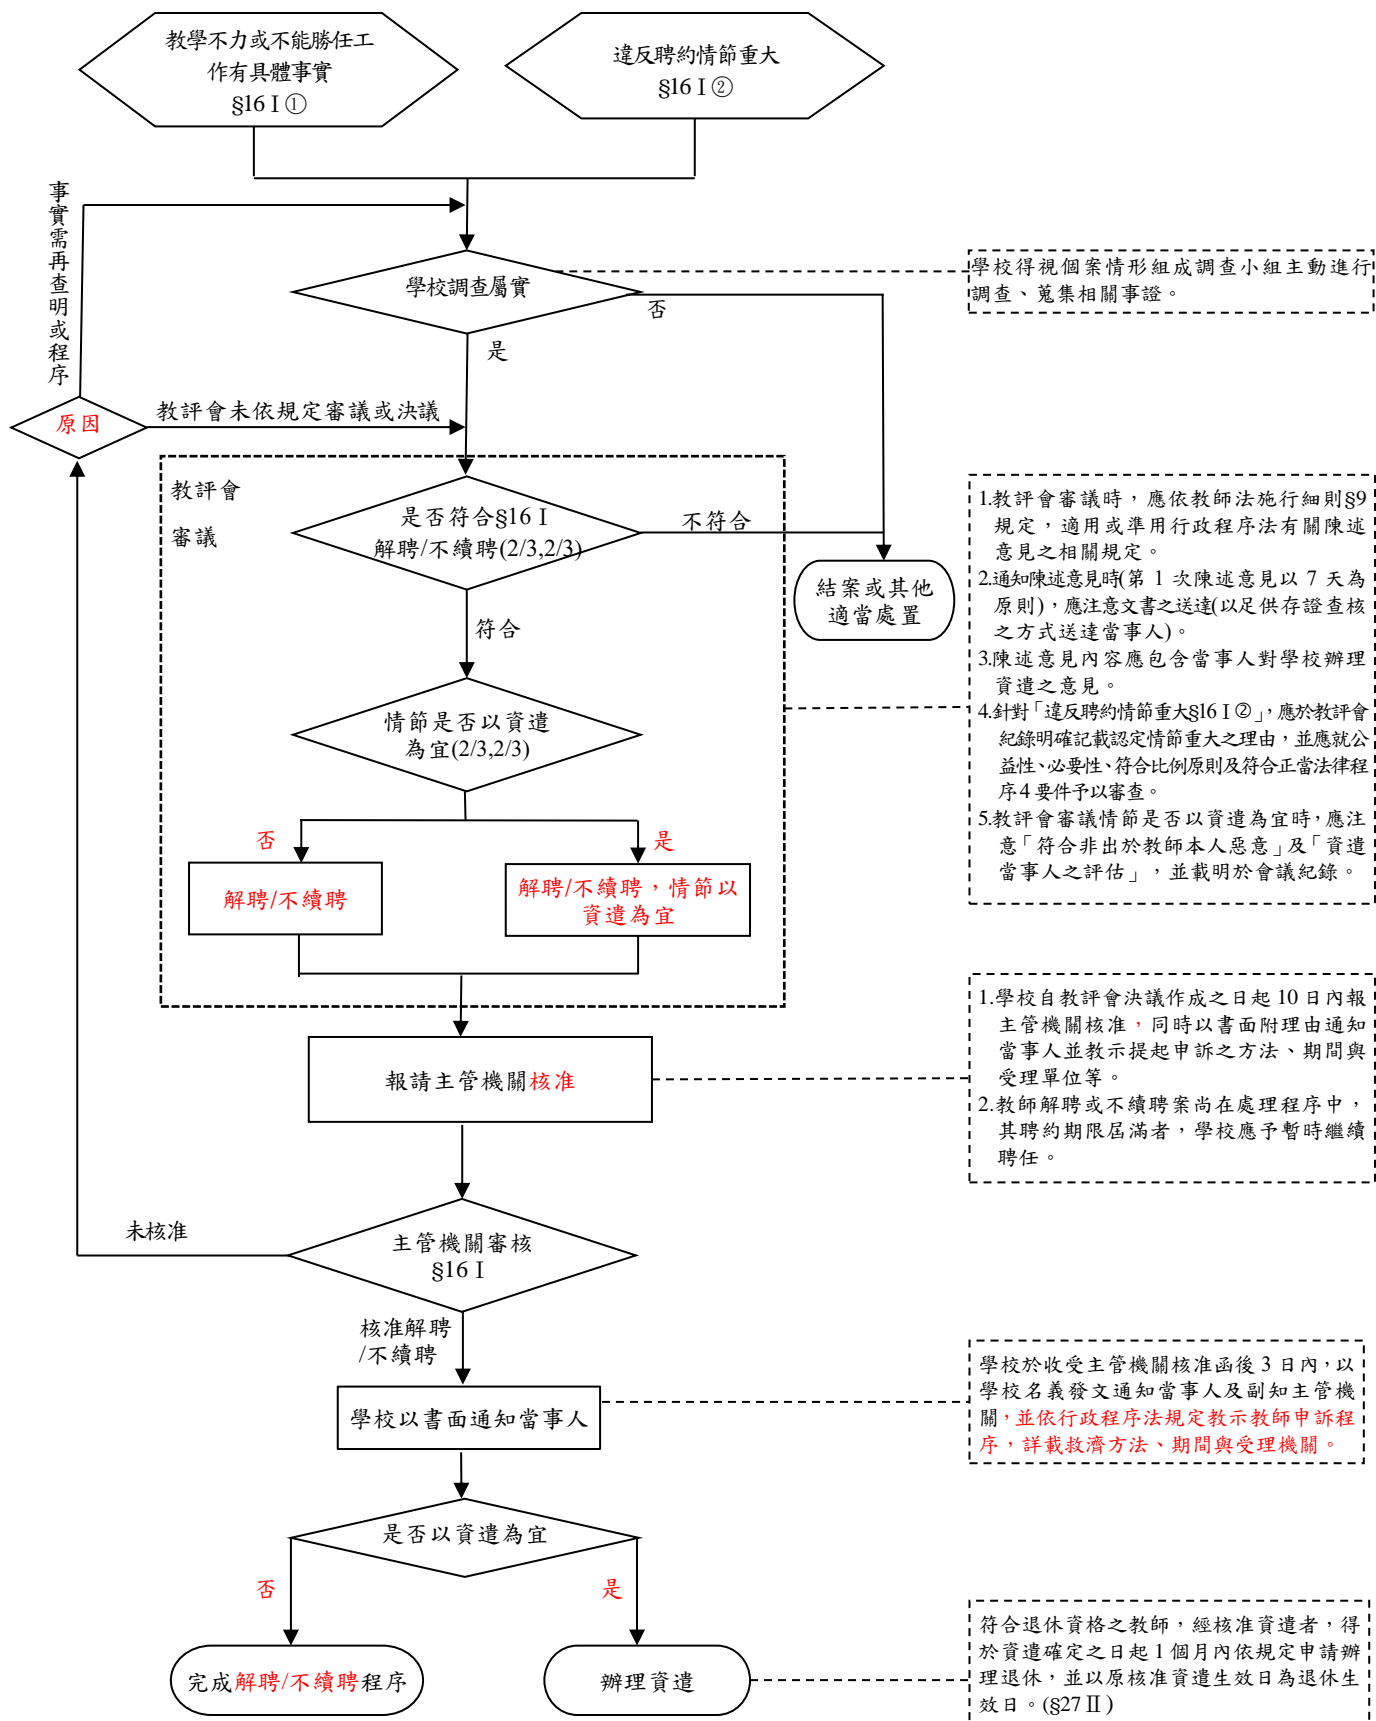 教學不力或不能勝任工
作有具體事實
§16Ⅰ①
違反聘約情節重大
§16Ⅰ②
事實需再查明或程序
學校調查屬實
學校得視個案情形組成調查小組主動進行
調查、蒐集相關事證。
否
是
原因
教評會未依規定審議或決議
教評會
審議
是否符合§16Ⅰ
解聘/不續聘(2/3,2/3)
不符合
結案或其他
適當處置
符合
情節是否以資遣
為宜(2/3,2/3)
否
是
解聘/不續聘
解聘/不續聘，情節以
資遣為宜
1.教評會審議時，應依教師法施行細則§9
規定，適用或準用行政程序法有關陳述
意見之相關規定。
2.通知陳述意見時(第 1 次陳述意見以 7 天為
原則)，應注意文書之送達(以足供存證查核
之方式送達當事人)。
3.陳述意見內容應包含當事人對學校辦理
資遣之意見。
4.針對「違反聘約情節重大§16Ⅰ②」，應於教評會
紀錄明確記載認定情節重大之理由，並應就公
益性、必要性、符合比例原則及符合正當法律程
序 4 要件予以審查。
5.教評會審議情節是否以資遣為宜時，應注
意「符合非出於教師本人惡意」及「資遣
當事人之評估」，並載明於會議紀錄。
報請主管機關核准
1.學校自教評會決議作成之日起 10 日內報
主管機關核准，同時以書面附理由通知
當事人並教示提起申訴之方法、期間與
受理單位等。
2.教師解聘或不續聘案尚在處理程序中，
其聘約期限屆滿者，學校應予暫時繼續
聘任。
未核准
主管機關審核
§16Ⅰ
核准解聘
/不續聘
學校以書面通知當事人
學校於收受主管機關核准函後 3 日內，以
學校名義發文通知當事人及副知主管機
關，並依行政程序法規定教示教師申訴程
序，詳載救濟方法、期間與受理機關。
是否以資遣為宜
否
是
完成解聘/不續聘程序
辦理資遣
符合退休資格之教師，經核准資遣者，得
於資遣確定之日起 1 個月內依規定申請辦
理退休，並以原核准資遣生效日為退休生
效日。(§27Ⅱ)